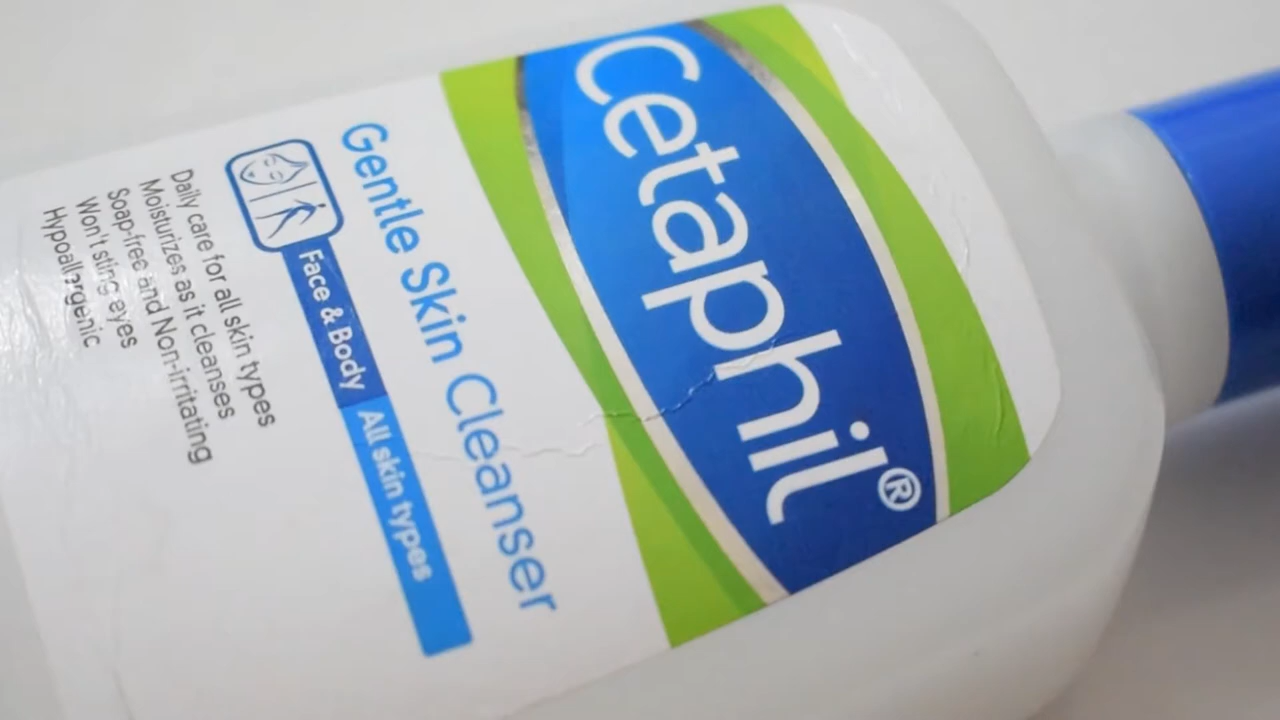 Cetaphil®
Gentle Skin Cleanser
Face & Body All skin types
Daily care for all skin types
Moisturizes as it cleanses
Soap-free and Non-irritating
Won't sting eyes
Hypoallergenic